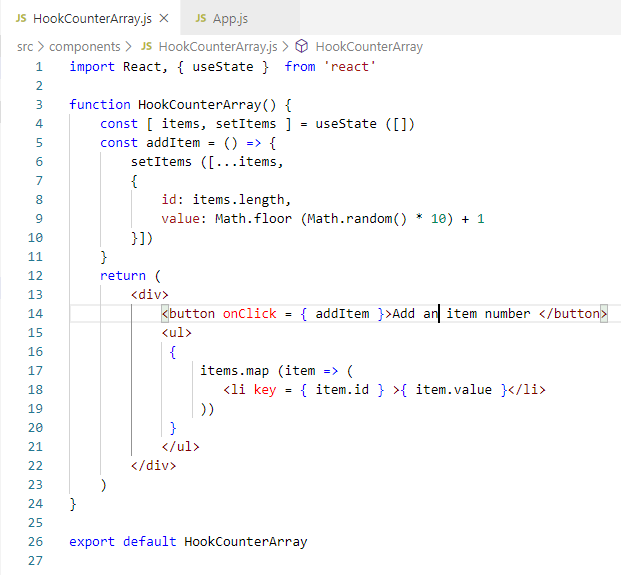 JS HookCounterArray.js × JS App.js
src > components > JS HookCounterArray.js > HookCounterArray
1 import React, { useState }  from 'react'
2
3 function HookCounterArray() {
4     const [ items, setItems ] = useState ([])
5     const addItem = () => {
6         setItems ([...items,
7         {
8             id: items.length,
9             value: Math.floor (Math.random() * 10) + 1
10         }])
11     }
12     return (
13         <div>
14             <button onClick = { addItem }>Add an item number </button>
15             <ul>
16              {
17                  items.map (item => (
18                     <li key = { item.id } >{ item.value }</li>
19                  ))
20              }
21             </ul>
22         </div>
23     )
24 }
25
26 export default HookCounterArray
27